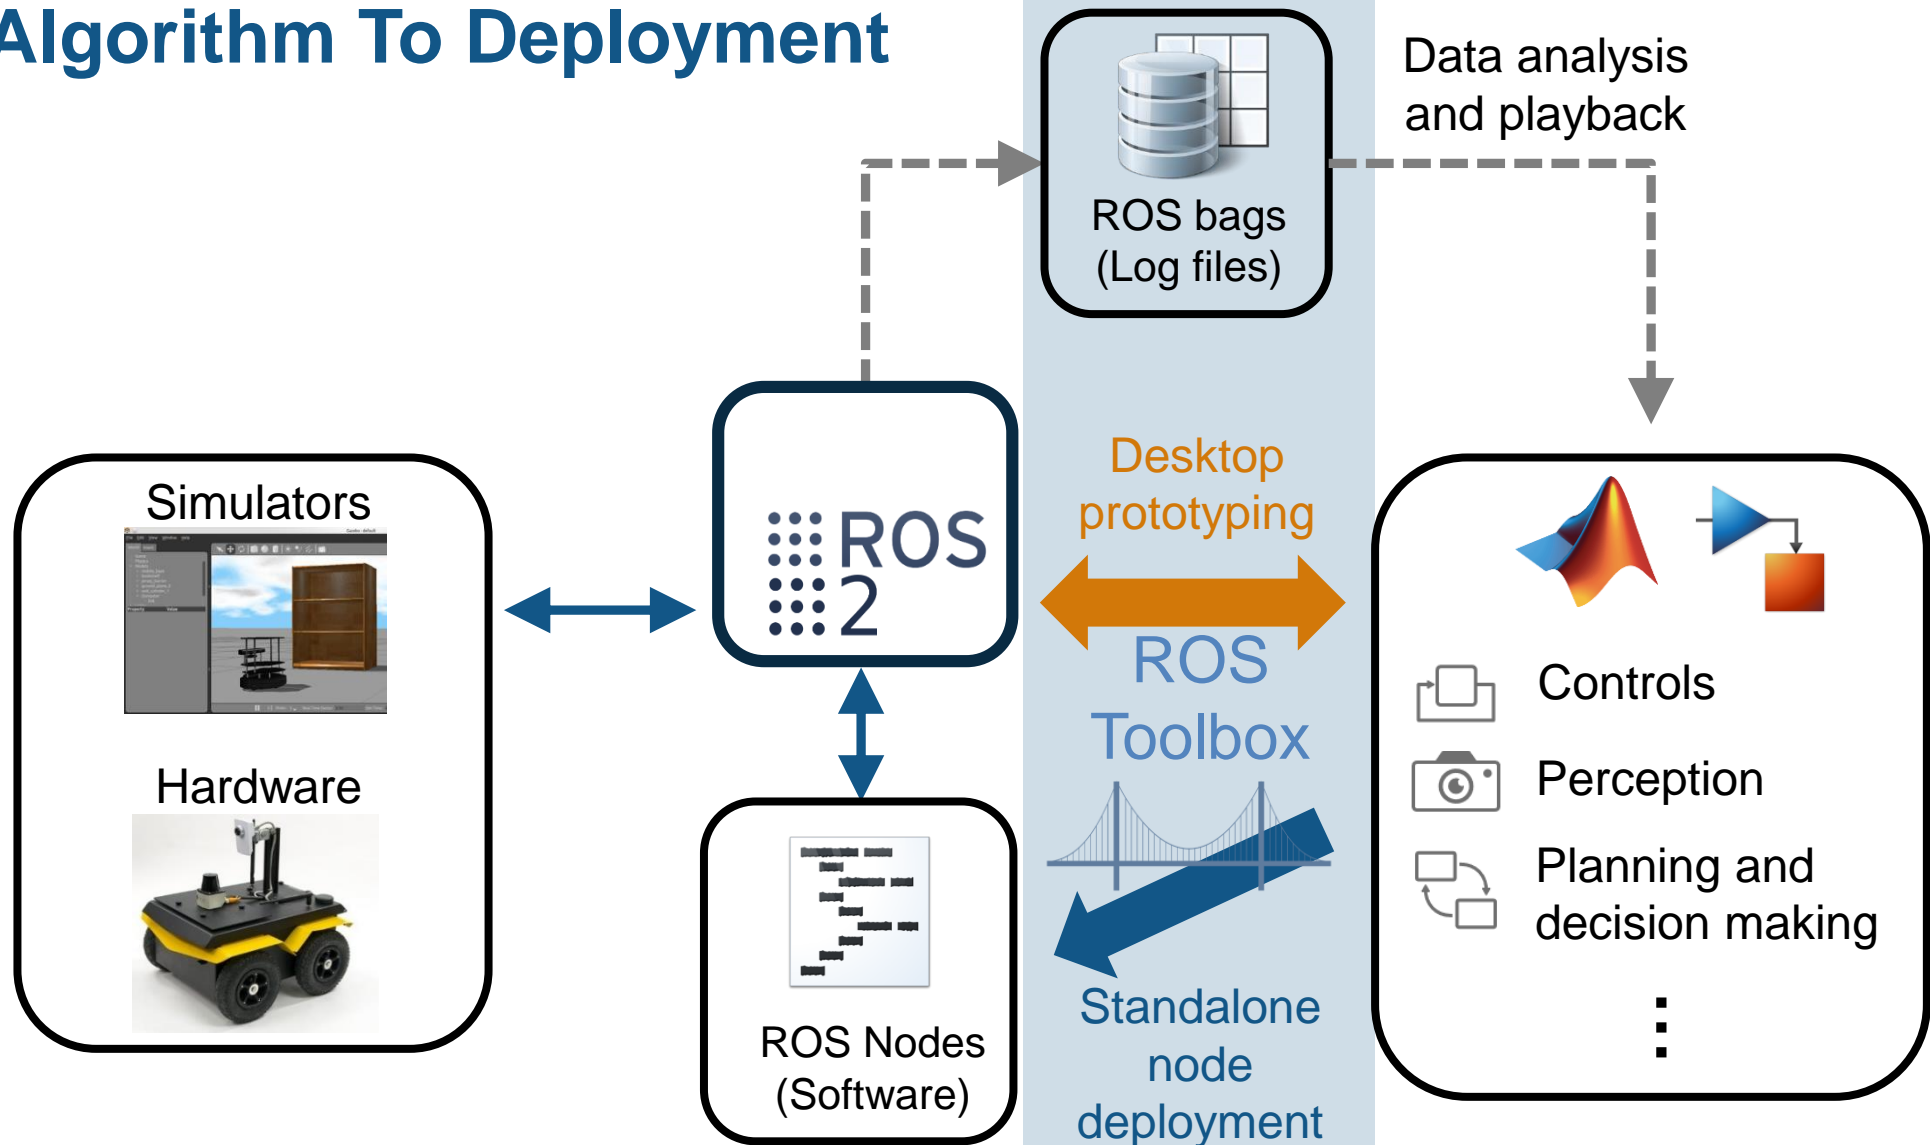 Algorithm To Deployment
Data analysis
and playback
ROS bags
(Log files)
Simulators
Hardware
ROS
2
ROS Nodes
(Software)
Desktop
prototyping
ROS
Toolbox
Standalone
node
deployment
Controls
Perception
Planning and
decision making